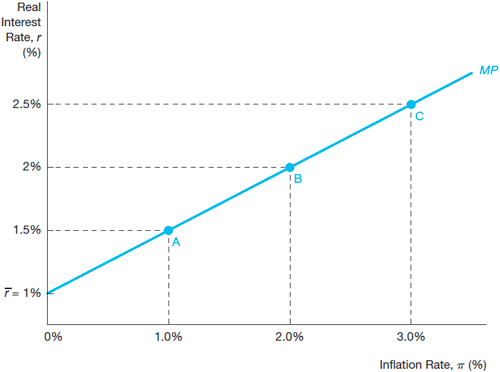 Real
Interest
Rate, r
(%)
MP
2.5%
C
2%
B
1.5%
A
r̅ = 1%
0%
1.0%
2.0%
3.0%
Inflation Rate, π (%)